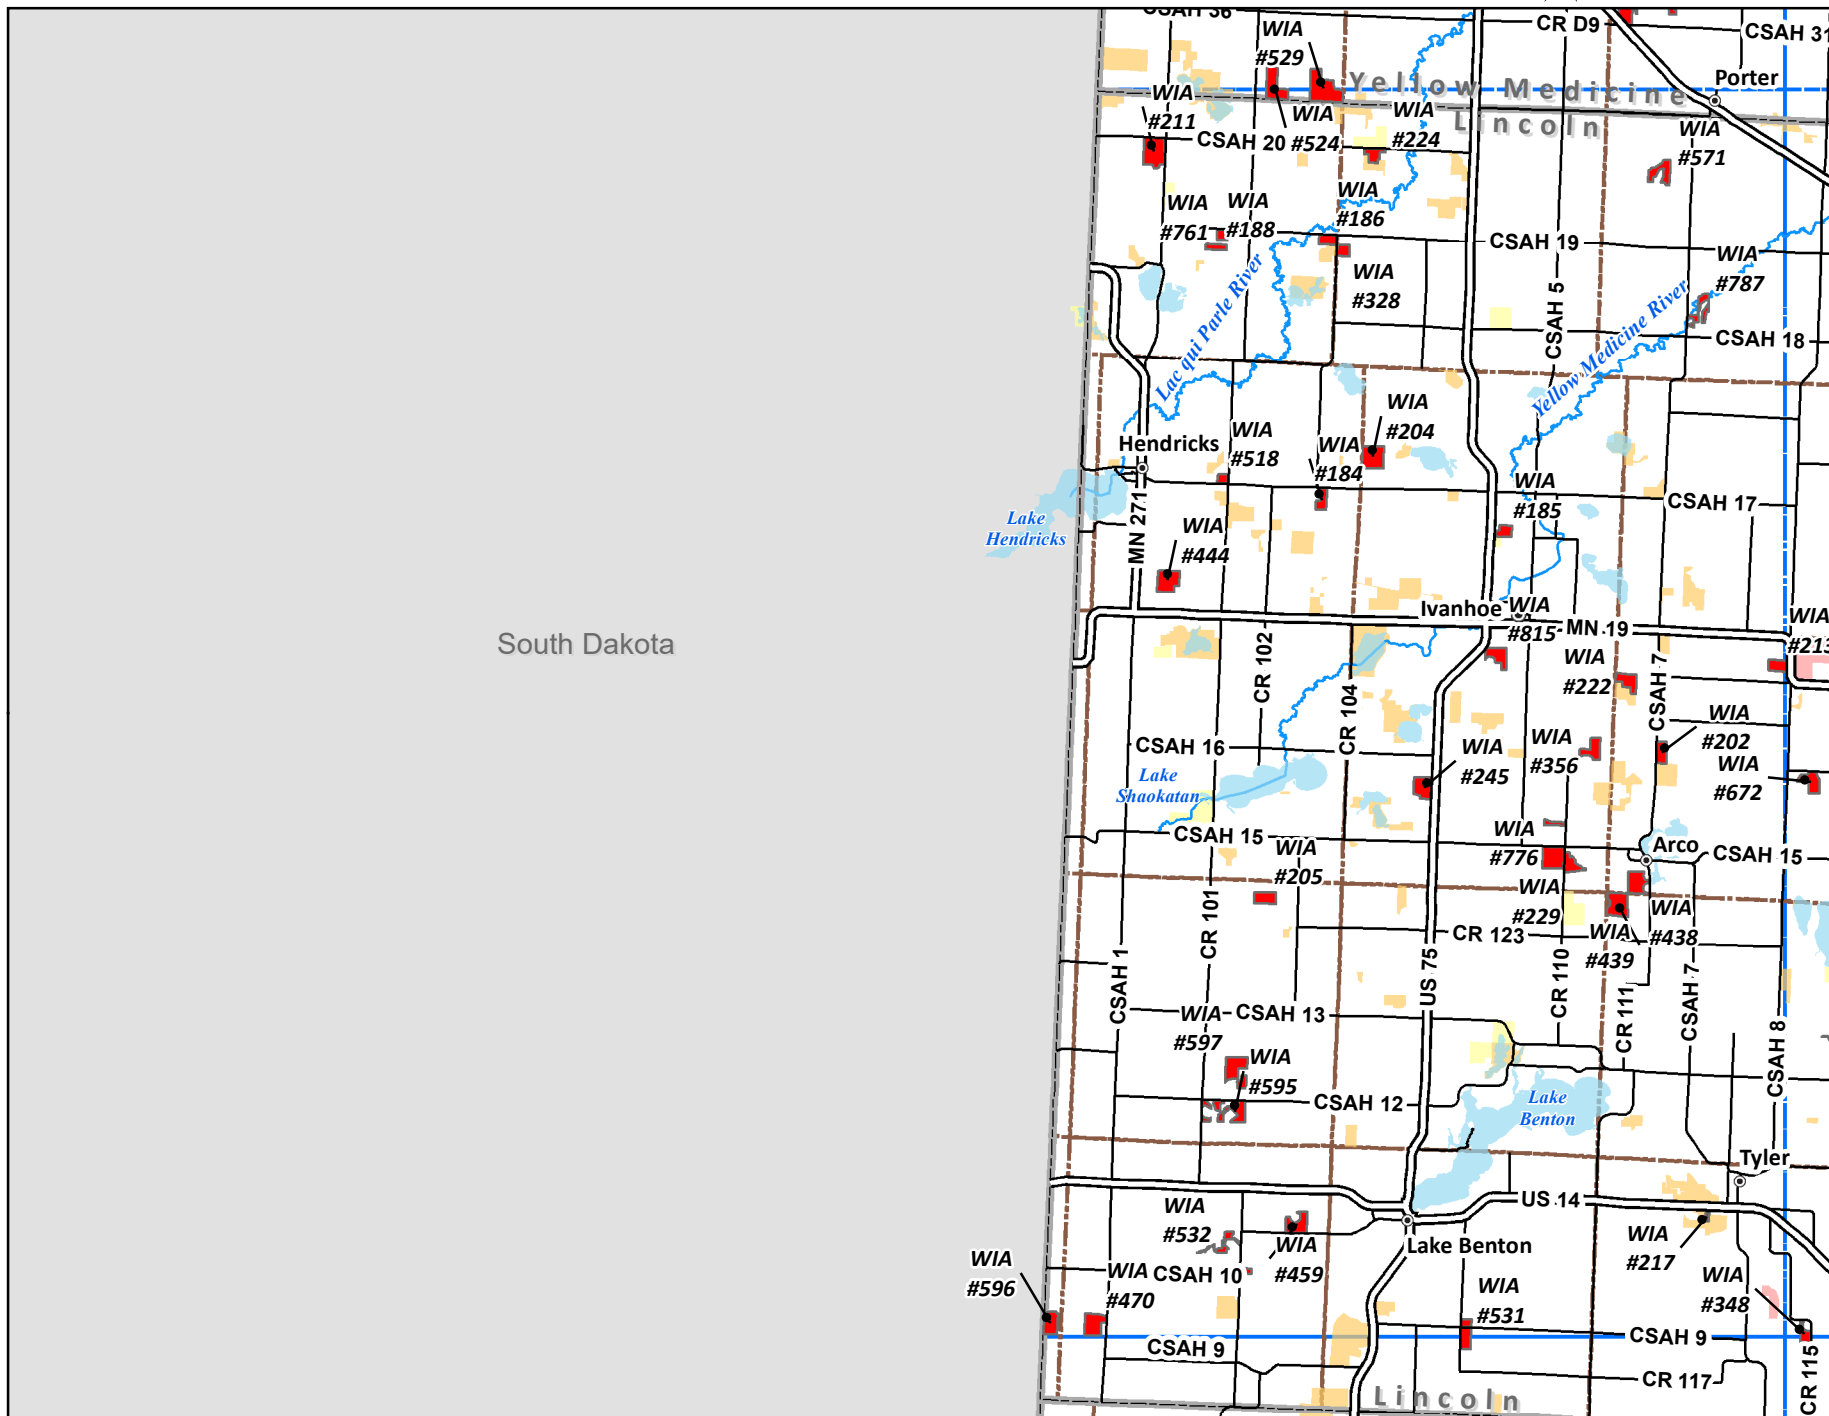 CSAH 36
CR D9
CSAH 31
WIA
#529
Yellow Medicine
Porter
WIA
#211
WIA
#524
WIA
#224
Lincoln
WIA
#571
CSAH 20
WIA
#761
WIA
#188
WIA
#186
CSAH 19
WIA
#787
WIA
#328
Lac qui Parle River
CSAH 5
Yellow Medicine River
CSAH 18
WIA
#204
Hendricks
WIA
#518
WIA
#184
WIA
#185
CSAH 17
Lake
Hendricks
MN 271
WIA
#444
Ivanhoe
WIA
#815
MN 19
WIA
#213
South Dakota
CR 102
CR 104
WIA
#222
CSAH 7
WIA
#202
CSAH 16
WIA
#245
WIA
#356
WIA
#672
Lake
Shaokatan
CSAH 15
WIA
#205
WIA
#776
Arco
CSAH 15
WIA
#229
WIA
#438
CR 101
CR 123
WIA
#439
CSAH 1
US 75
CR 110
CR 111
CSAH 7
CSAH 8
WIA
#597
CSAH 13
WIA
#595
CSAH 12
Lake
Benton
Tyler
US 14
WIA
#532
WIA
#459
Lake Benton
WIA
#217
WIA
#596
WIA
#470
CSAH 10
WIA
#531
WIA
#348
CSAH 9
CSAH 9
CR 117
CR 115
Lincoln